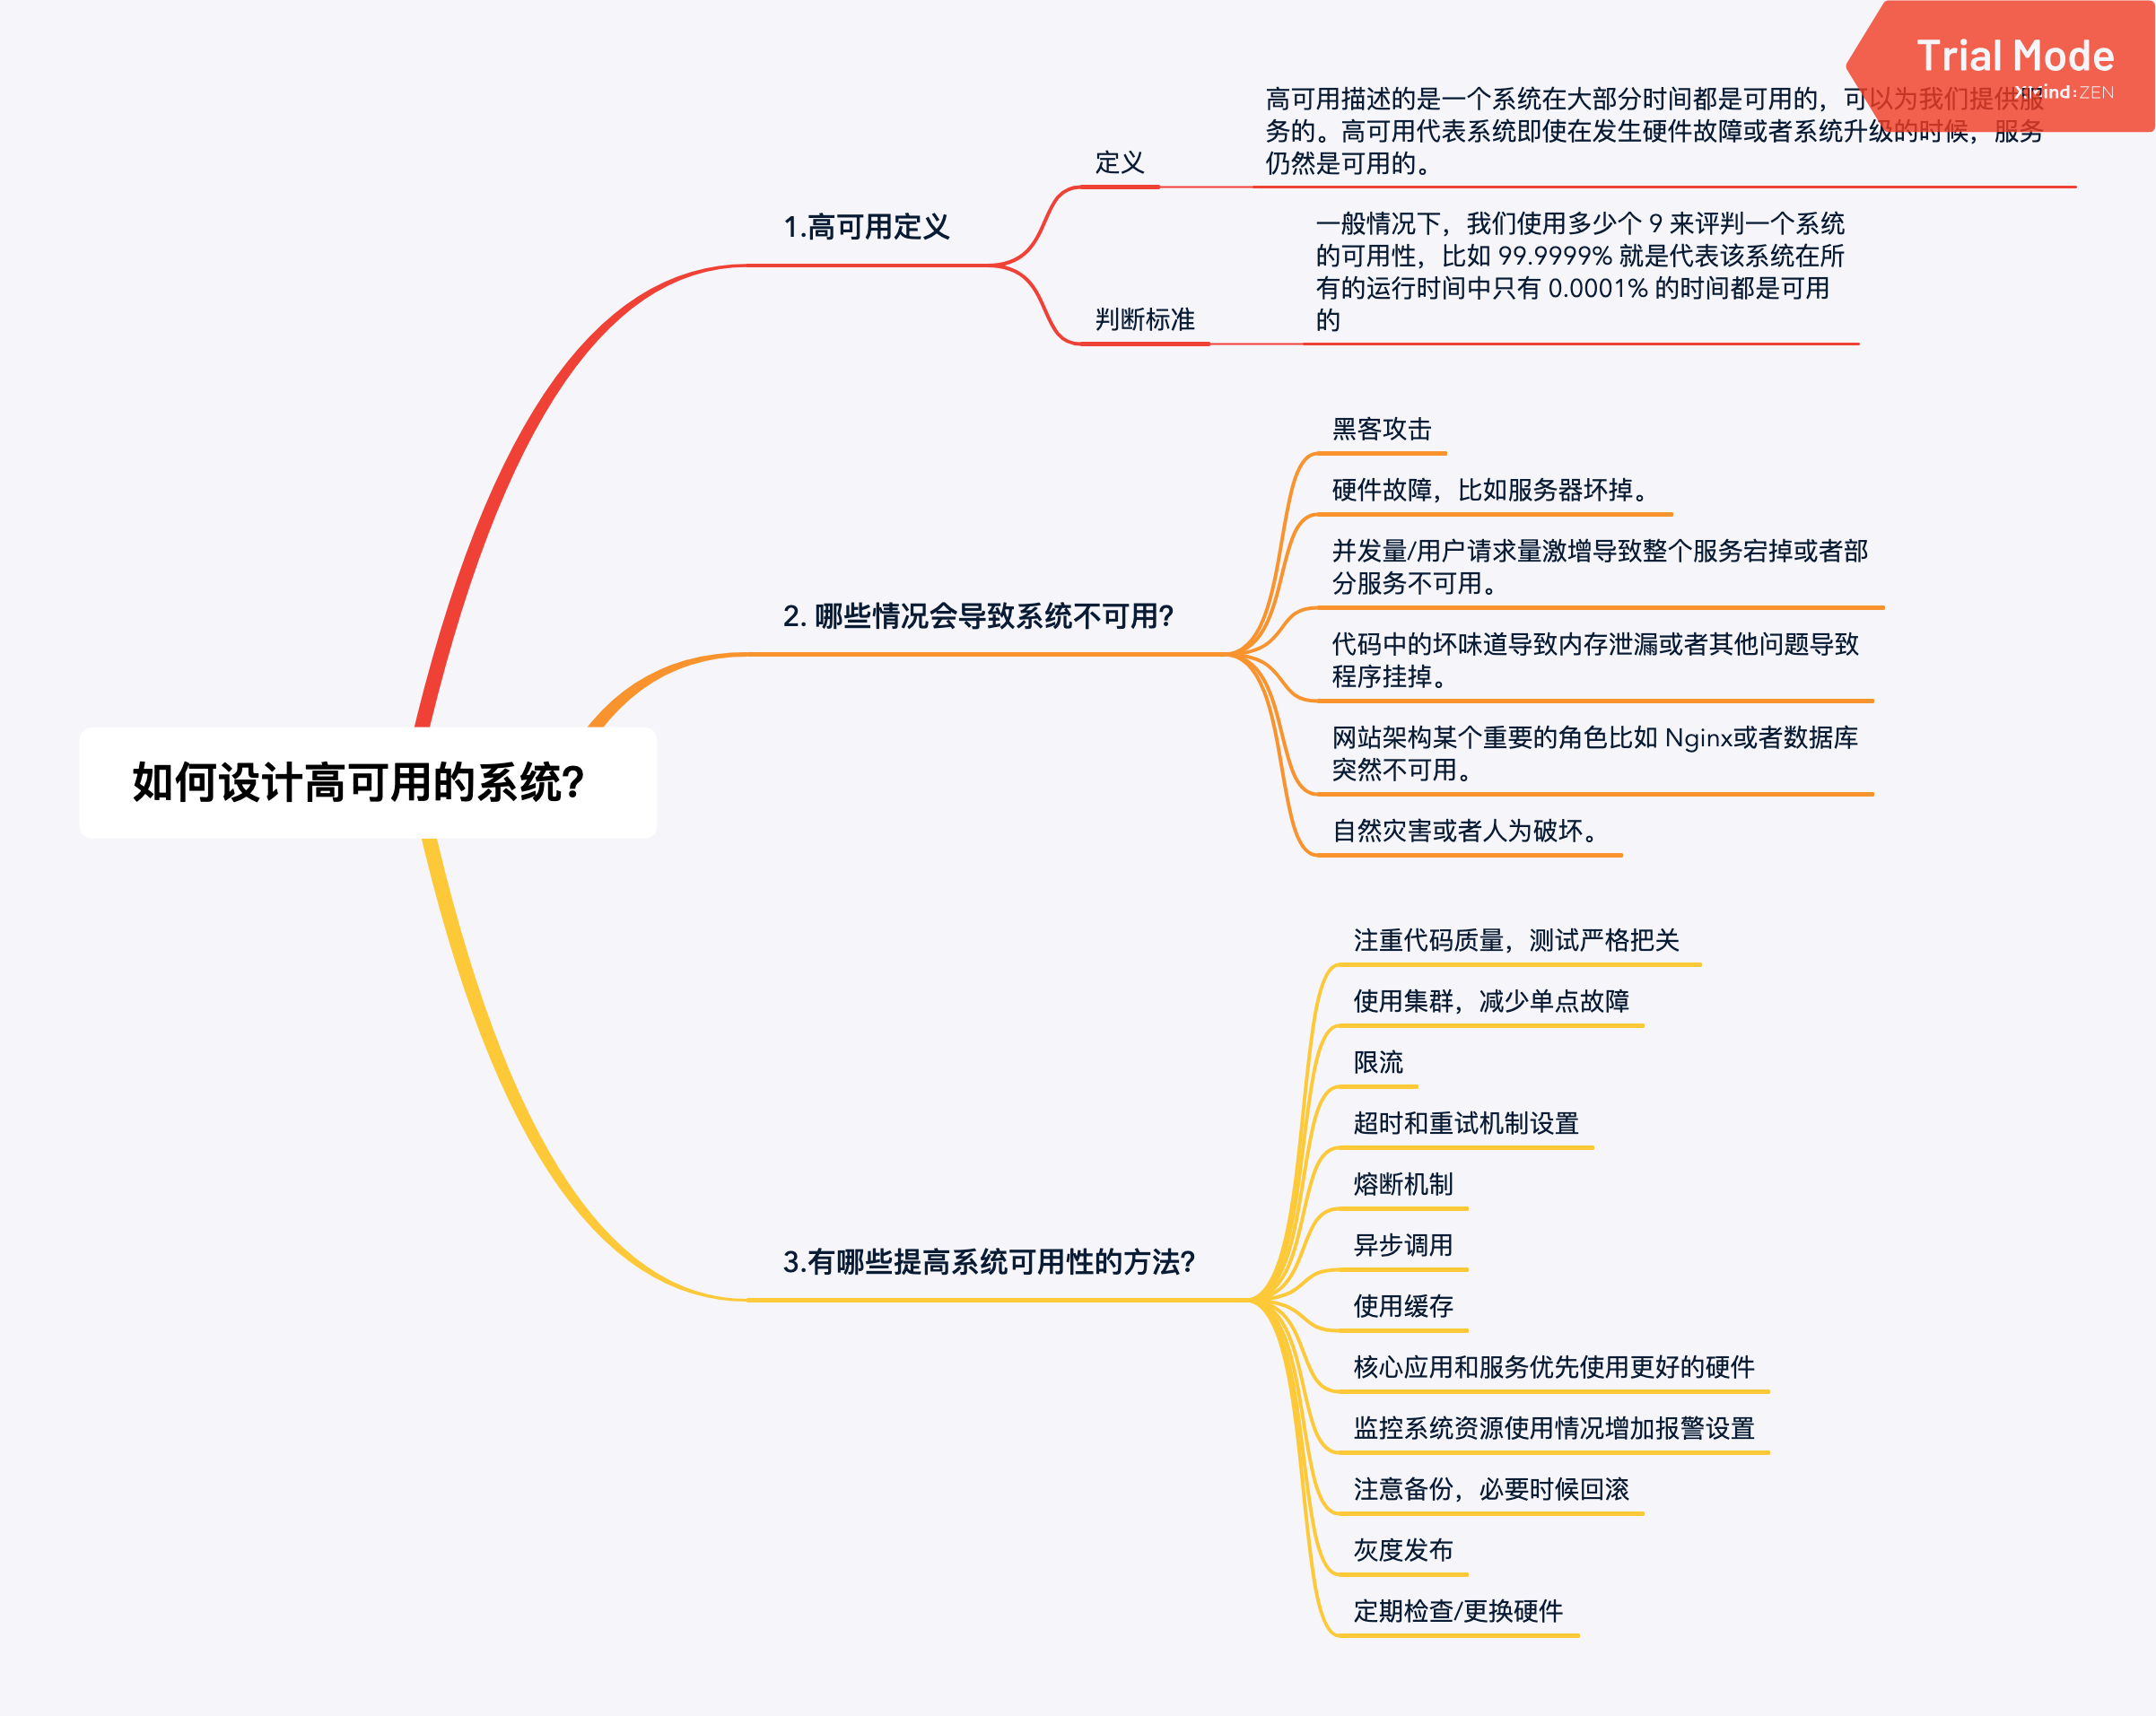 Trial Mode
XMind:ZEN
高可用描述的是一个系统在大部分时间都是可用的，可以为我们提供服
务的。高可用代表系统即使在发生硬件故障或者系统升级的时候，服务
仍然是可用的。
定义
1.高可用定义
一般情况下，我们使用多少个 9 来评判一个系统
的可用性，比如 99.9999% 就是代表该系统在所
有的运行时间中只有 0.0001% 的时间都是可用
的
判断标准
黑客攻击
硬件故障，比如服务器坏掉。
并发量/用户请求量激增导致整个服务宕掉或者部
分服务不可用。
2. 哪些情况会导致系统不可用?
代码中的坏味道导致内存泄漏或者其他问题导致
程序挂掉。
网站架构某个重要的角色比如 Nginx或者数据库
突然不可用。
自然灾害或者人为破坏。
如何设计高可用的系统?
注重代码质量，测试严格把关
使用集群，减少单点故障
限流
超时和重试机制设置
熔断机制
异步调用
3.有哪些提高系统可用性的方法?
使用缓存
核心应用和服务优先使用更好的硬件
监控系统资源使用情况增加报警设置
注意备份，必要时候回滚
灰度发布
定期检查/更换硬件